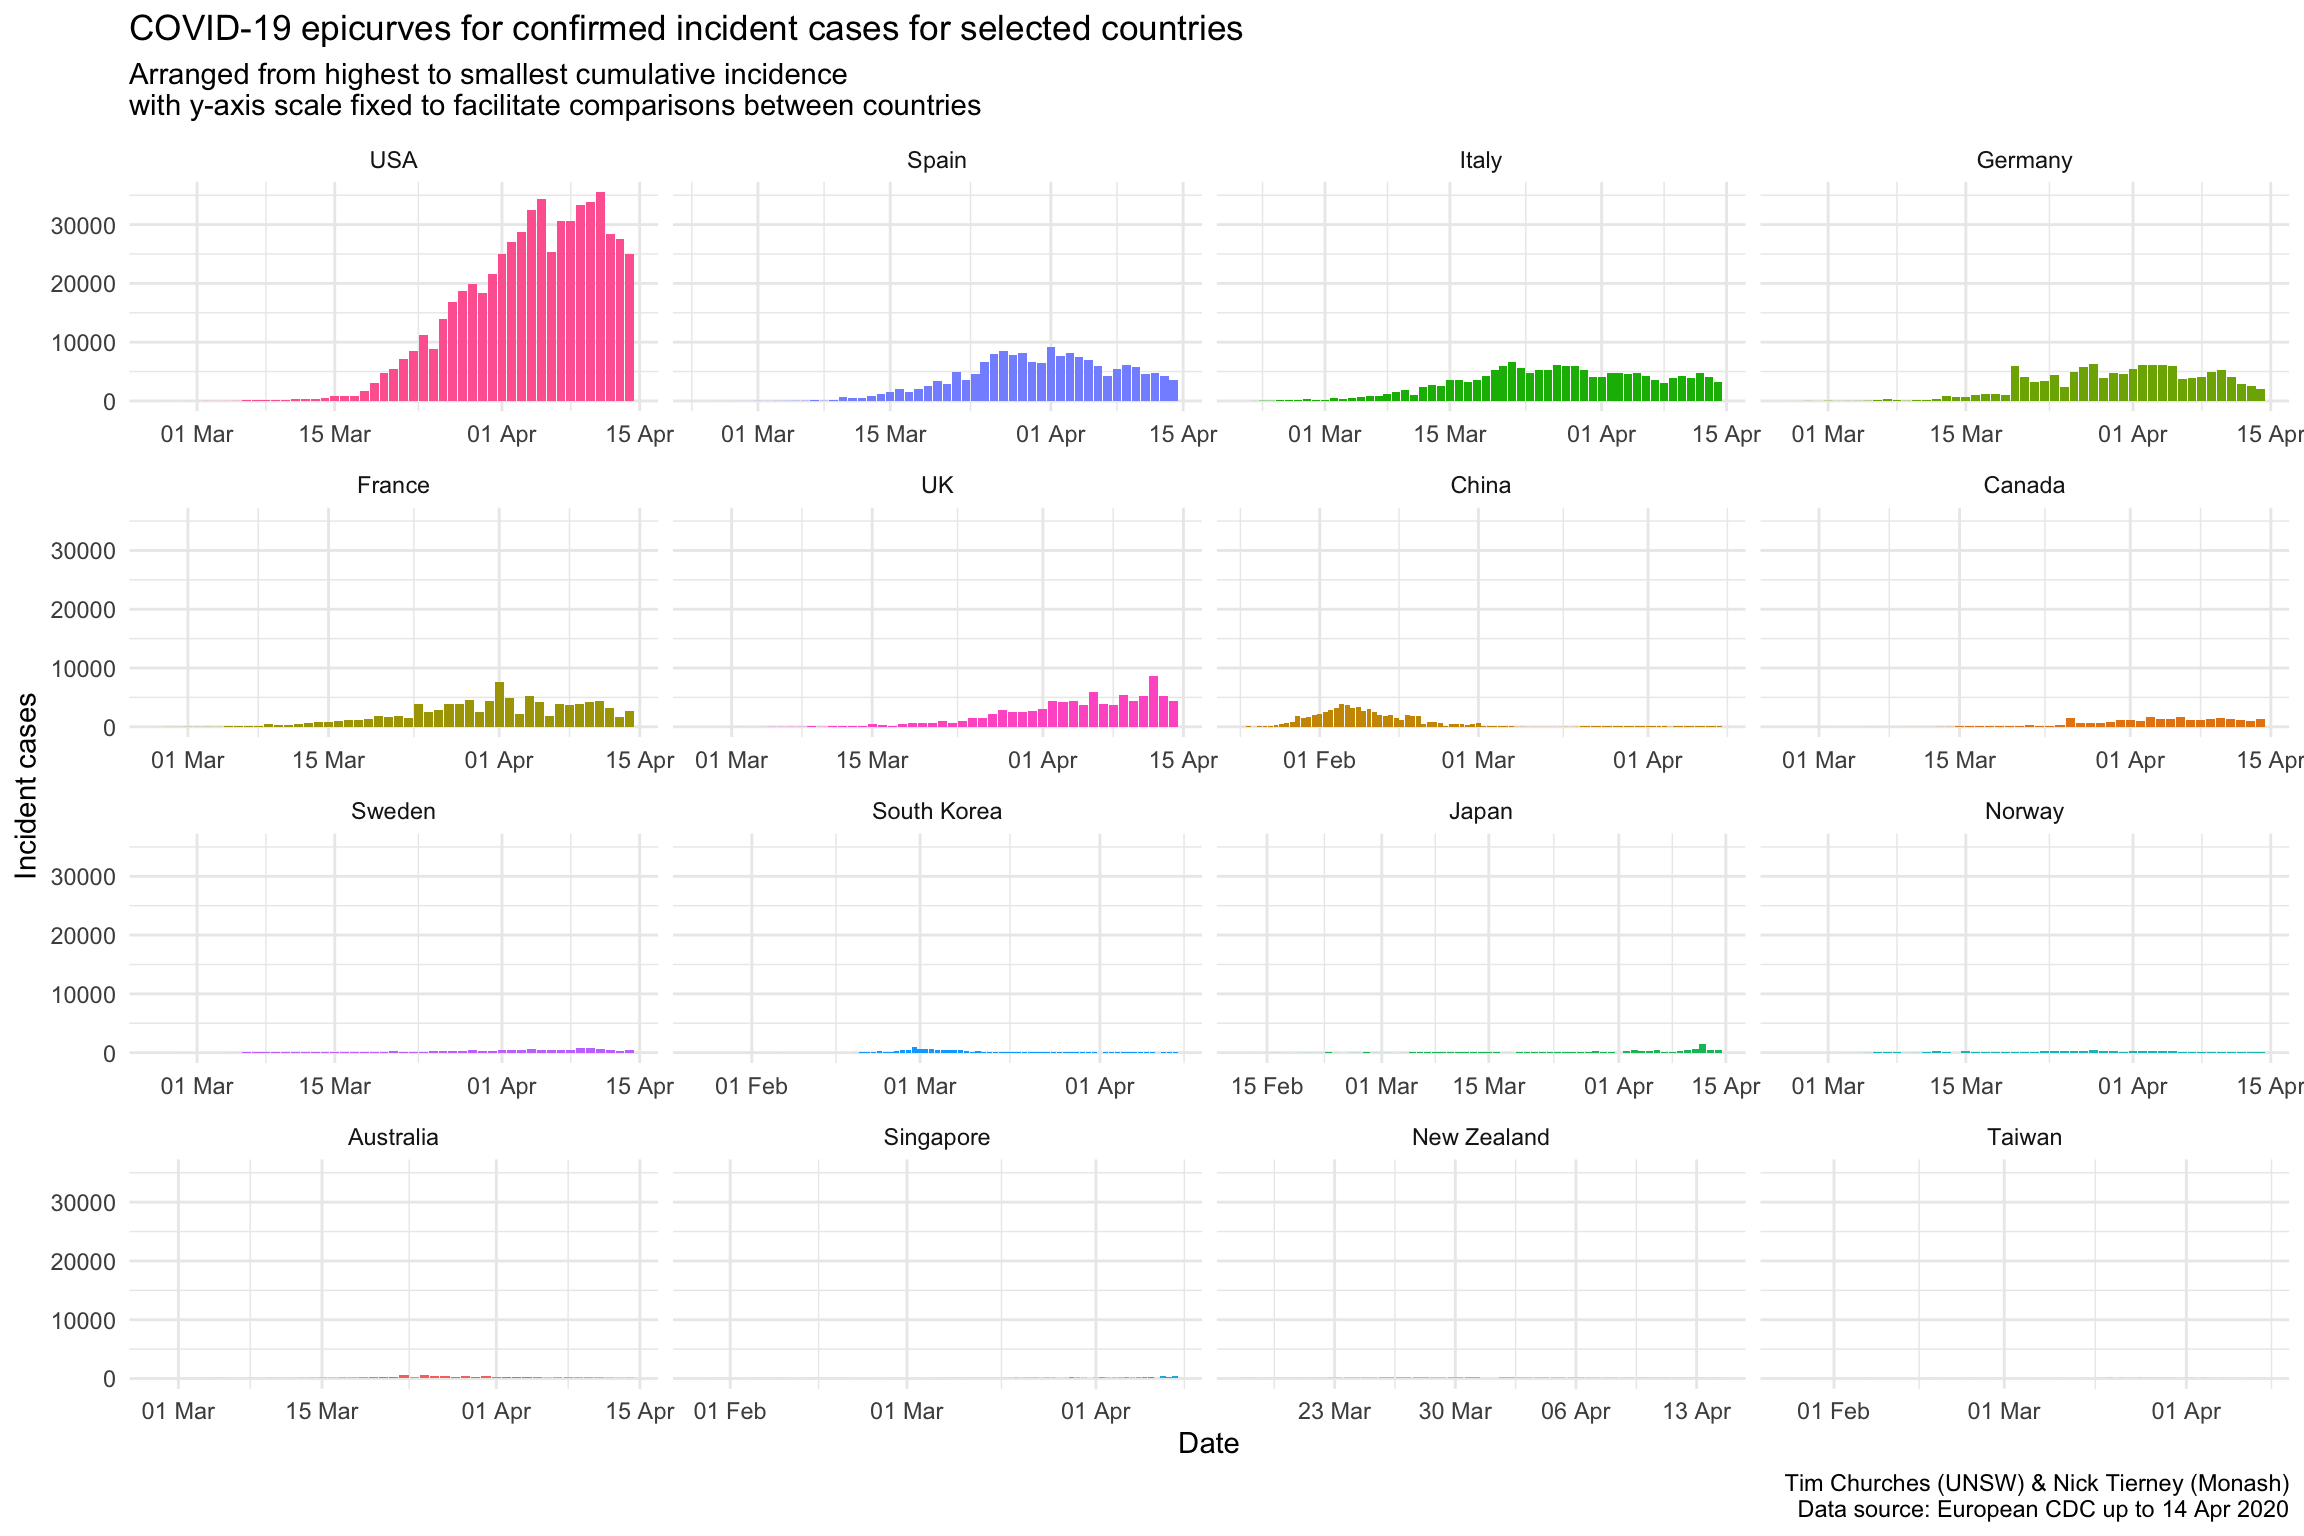 COVID-19 epicurves for confirmed incident cases for selected countries
Arranged from highest to smallest cumulative incidence
with y-axis scale fixed to facilitate comparisons between countries
USA Spain Italy Germany
30000
20000
10000
0
01 Mar 15 Mar 01 Apr 15 Apr 01 Mar 15 Mar 01 Apr 15 Apr 01 Mar 15 Mar 01 Apr 15 Apr 01 Mar 15 Mar 01 Apr 15 Apr
France UK China Canada
30000
20000
10000
0
01 Mar 15 Mar 01 Apr 15 Apr 01 Mar 15 Mar 01 Apr 15 Apr 01 Feb 01 Mar 01 Apr 01 Mar 15 Mar 01 Apr 15 Apr
Incident cases
Sweden South Korea Japan Norway
30000
20000
10000
0
01 Mar 15 Mar 01 Apr 15 Apr 01 Feb 01 Mar 01 Apr 15 Feb 01 Mar 15 Mar 01 Apr 15 Apr 01 Mar 15 Mar 01 Apr 15 Apr
Australia Singapore New Zealand Taiwan
30000
20000
10000
0
01 Mar 15 Mar 01 Apr 15 Apr 01 Feb 01 Mar 01 Apr 23 Mar 30 Mar 06 Apr 13 Apr 01 Feb 01 Mar 01 Apr
Date
Tim Churches (UNSW) & Nick Tierney (Monash)
Data source: European CDC up to 14 Apr 2020